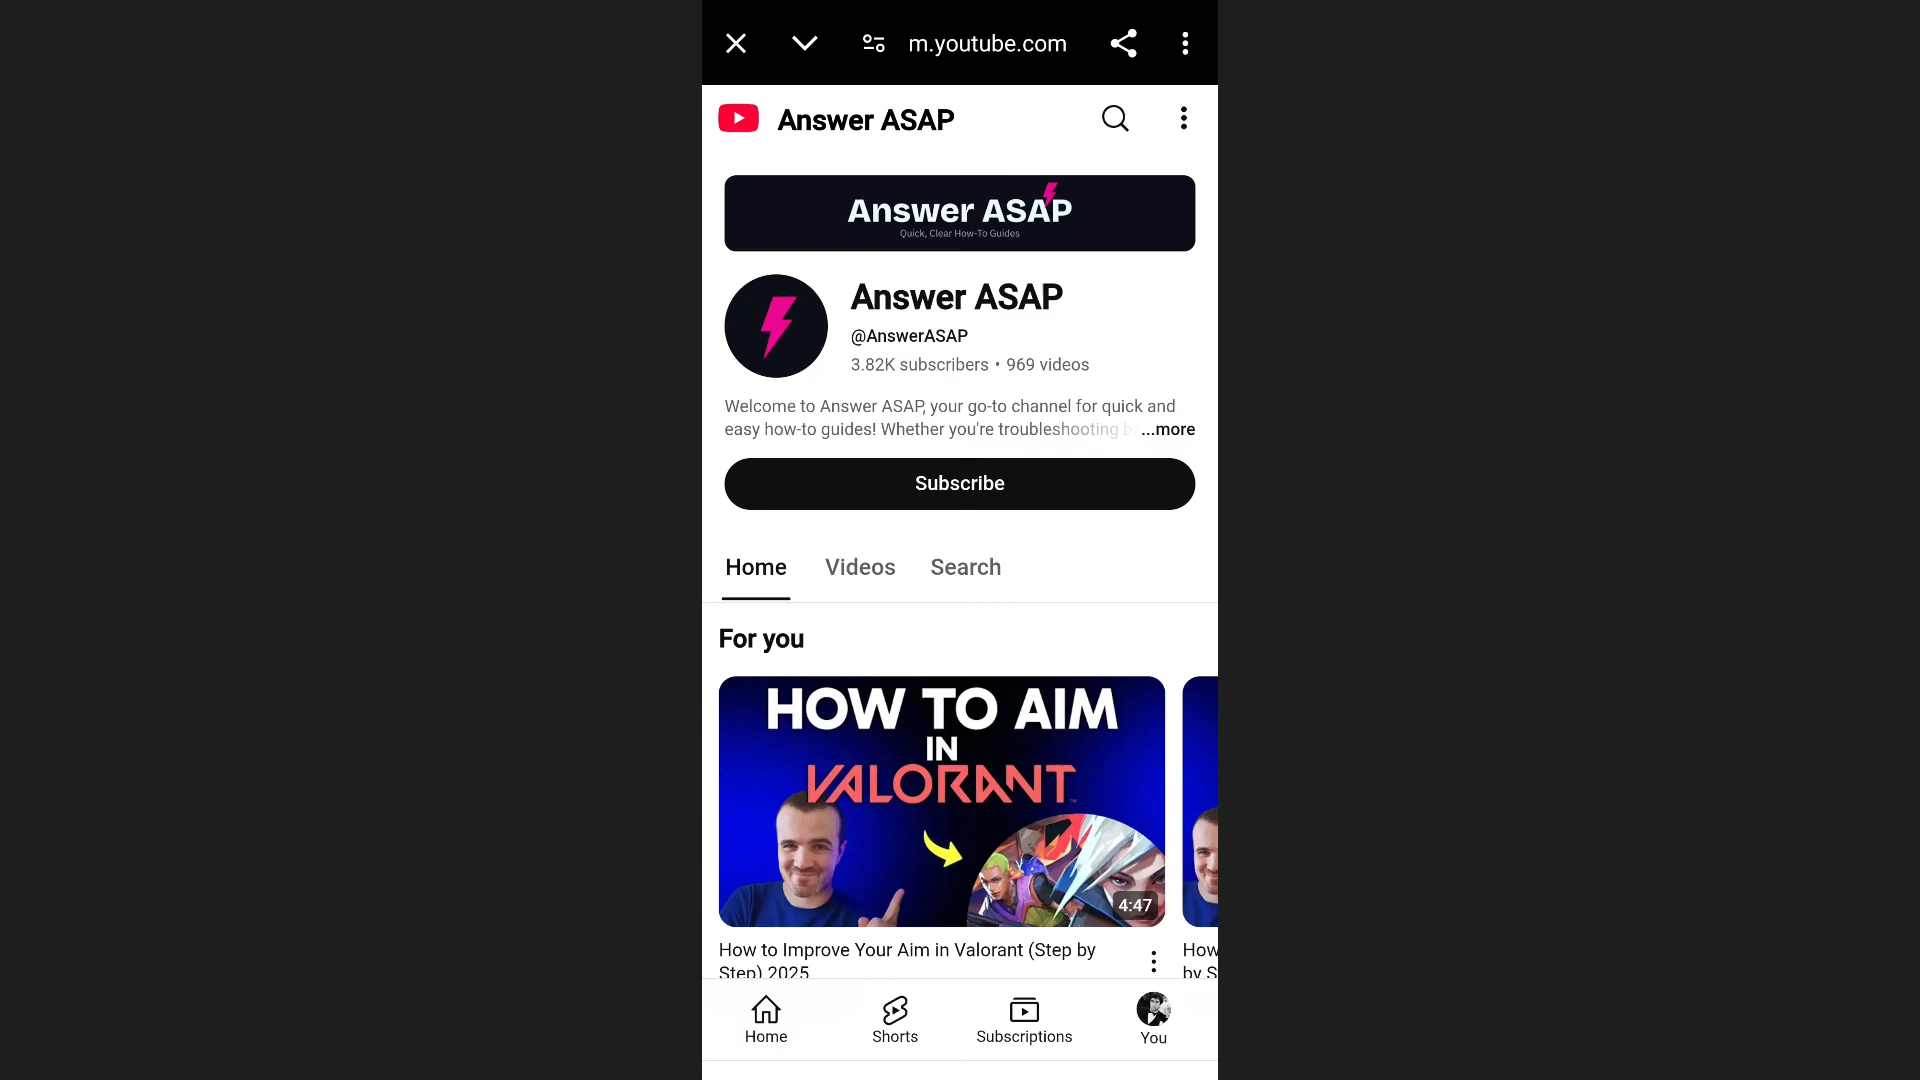 m.youtube.com
Answer ASAP
Answer ASAP
Quick, Clear How-To Guides
Answer ASAP
@AnswerASAP
3.82K subscribers • 969 videos
Welcome to Answer ASAP, your go-to channel for quick and
easy how-to guides! Whether you're troubleshooting b ...more
Subscribe
Home Videos Search
For you
HOW TO AIM
IN
VALORANT
4:47
How to Improve Your Aim in Valorant (Step by
Step) 2025
How
by S
Home Shorts Subscriptions You